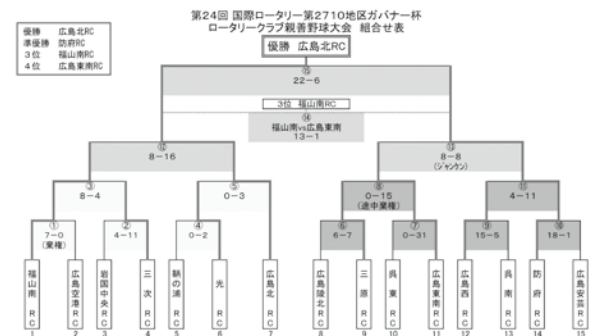 第24回 国際ロータリー第2710地区ガバナー杯
ロータリークラブ親善野球大会 組合せ表
優勝 広島北RC
準優勝 防府RC
3位 福山南RC
4位 広島東南RC
優勝 広島北RC
⑮
22-6
3位 福山南RC
⑭
福山南vs広島東南
13-1
⑫
8-16
⑬
8-8
(ジャンケン)
③
8-4
⑤
0-3
⑧
0-15
(途中棄権)
⑪
4-11
①
7-0
(棄権)
②
4-11
④
0-2
⑥
6-7
⑦
0-31
⑨
15-5
⑩
18-1
福山南RC
広島空港RC
岩国中央RC
三次RC
鞆の浦RC
光RC
広島北RC
広島陵北RC
三原RC
呉東RC
広島東南RC
広島西RC
呉南RC
防府RC
広島安芸RC
1 2 3 4 5 6 7 8 9 10 11 12 13 14 15